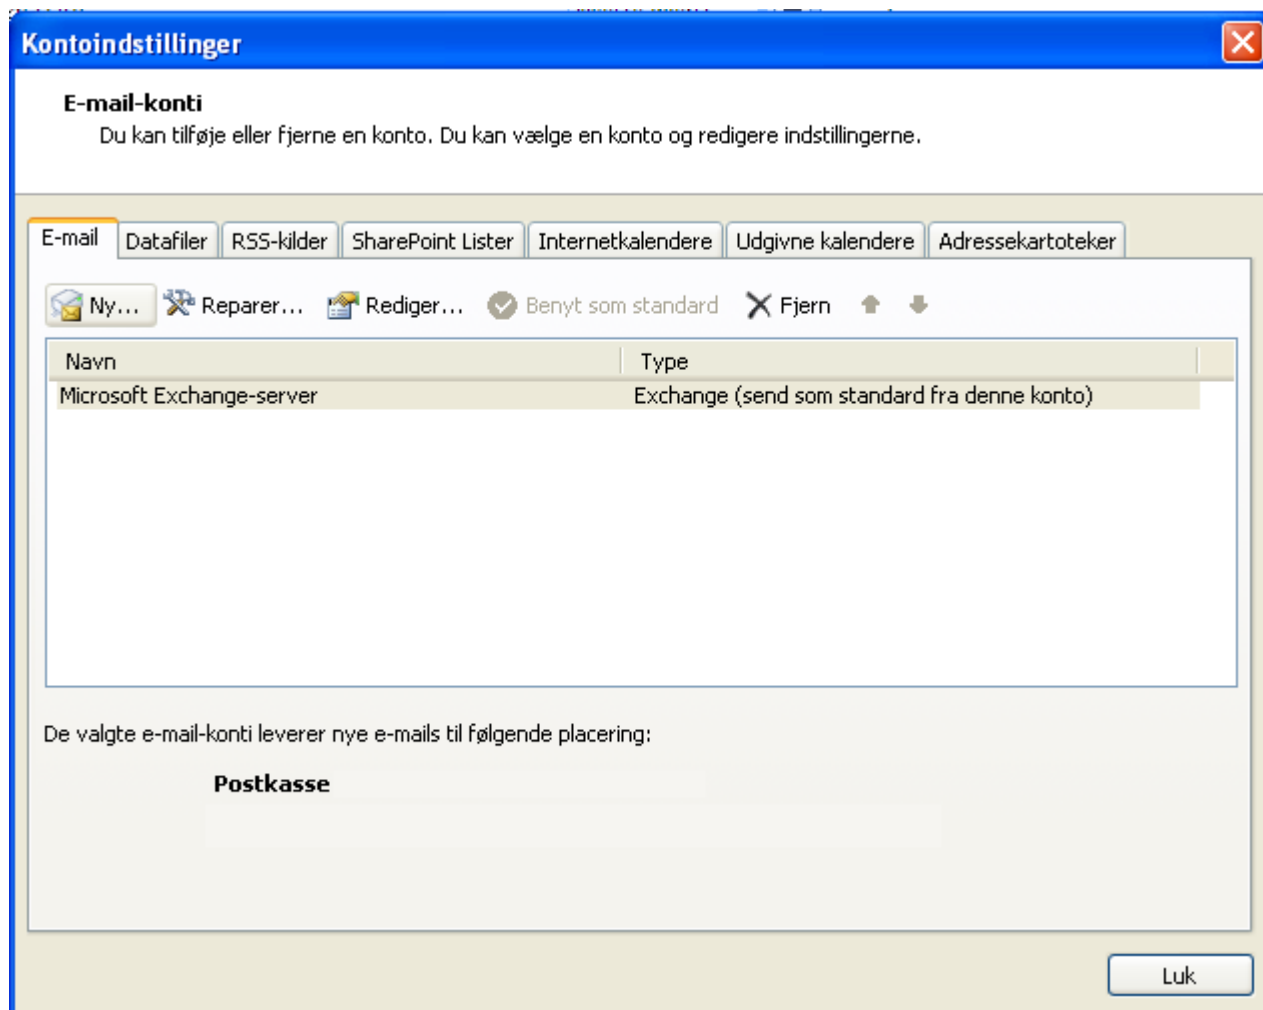 Kontoindstillinger
E-mail-konti
Du kan tilføje eller fjerne en konto. Du kan vælge en konto og redigere indstillingerne.
E-mail Datafiler RSS-kilder SharePoint Lister Internetkalendere Udgivne kalendere Adressekartoteker
Ny... Reparer... Rediger... Benyt som standard Fjern
Navn Type
Microsoft Exchange-server Exchange (send som standard fra denne konto)
De valgte e-mail-konti leverer nye e-mails til følgende placering:
Postkasse
Luk